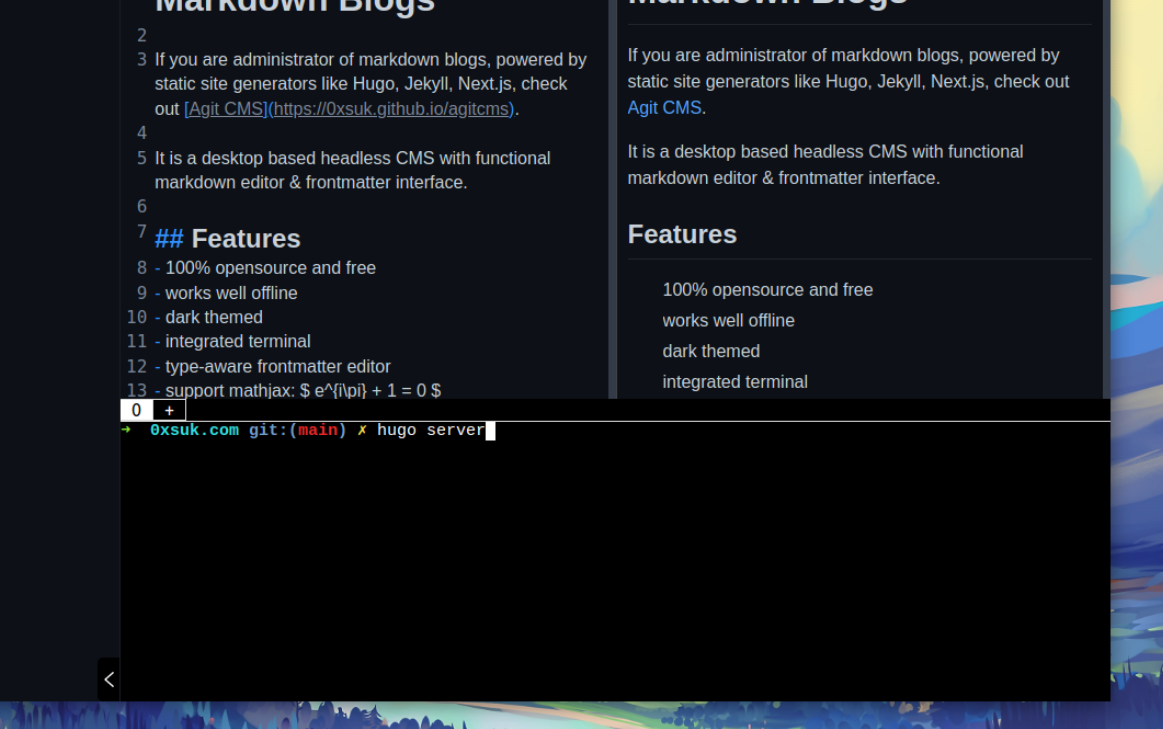 Markdown Blogs
2
3 If you are administrator of markdown blogs, powered by
static site generators like Hugo, Jekyll, Next.js, check
out [Agit CMS](https://0xsuk.github.io/agitcms).
4
5 It is a desktop based headless CMS with functional
markdown editor & frontmatter interface.
6
7 ## Features
8 - 100% opensource and free
9 - works well offline
10 - dark themed
11 - integrated terminal
12 - type-aware frontmatter editor
13 - support mathjax: $ e^{i\pi} + 1 = 0 $
Markdown Blogs
If you are administrator of markdown blogs, powered by
static site generators like Hugo, Jekyll, Next.js, check out
Agit CMS.
It is a desktop based headless CMS with functional
markdown editor & frontmatter interface.
Features
100% opensource and free
works well offline
dark themed
integrated terminal
0 +
→ 0xsuk.com git:(main) ✗ hugo server